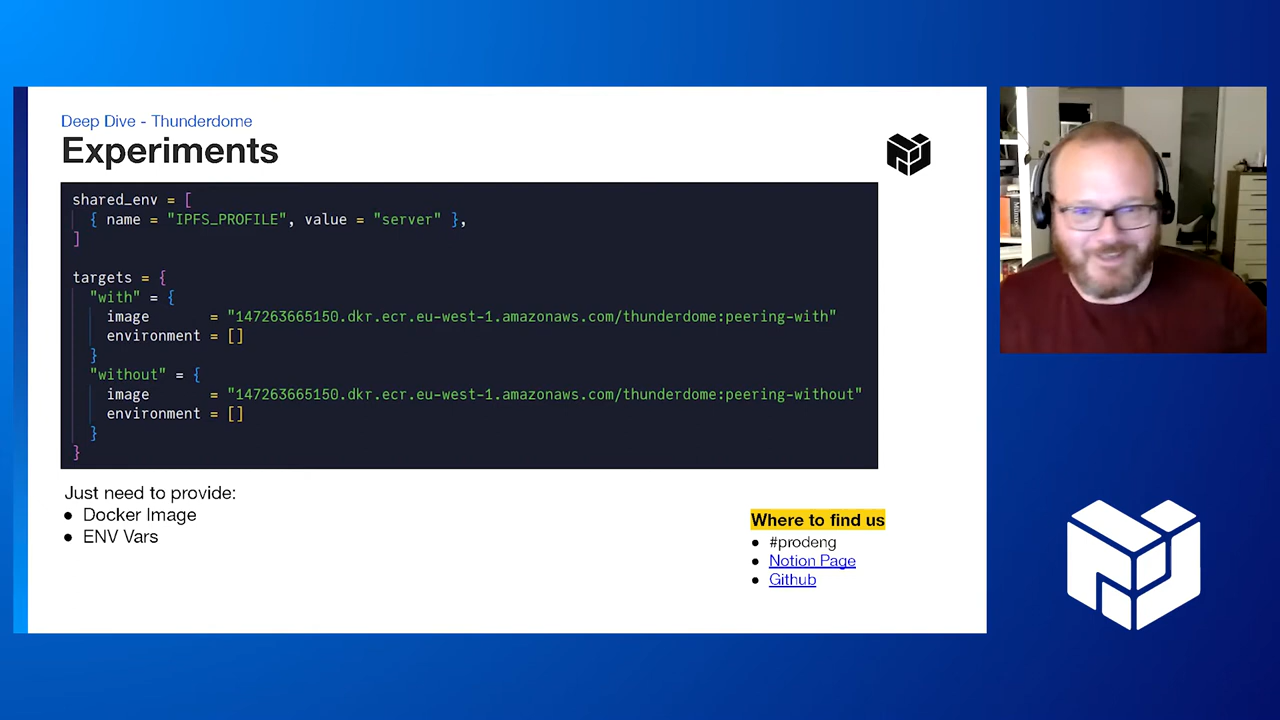 Deep Dive - Thunderdome
Experiments
shared_env = [
{ name = "IPFS_PROFILE", value = "server" },
]
targets = {
"with" = {
image = "147263665150.dkr.ecr.eu-west-1.amazonaws.com/thunderdome:peering-with"
environment = []
}
"without" = {
image = "147263665150.dkr.ecr.eu-west-1.amazonaws.com/thunderdome:peering-without"
environment = []
}
}
Just need to provide:
● Docker Image
● ENV Vars
Where to find us
● #prodeng
● Notion Page
● Github